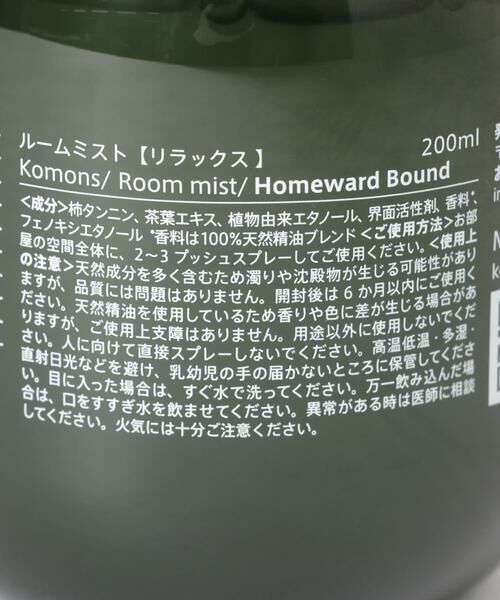 ルームミスト【リラックス】 200ml
Komons/ Room mist/ Homeward Bound
<成分>柿タンニン、茶葉エキス、植物由来エタノール、界面活性剤、香料*、
フェノキシエタノール *香料は100%天然精油ブレンド <ご使用方法>お部
屋の空間全体に、2〜3 プッシュスプレーしてご使用ください。<使用上
の注意>天然成分を多く含むため濁りや沈殿物が生じる可能性があり
ますが、品質には問題はありません。開封後は 6 か月以内にご使用く
ださい。天然精油を使用しているため香りや色に差が生じる場合があ
りますが、ご使用上支障はありません。用途以外に使用しないでくだ
さい。人に向けて直接スプレーしないでください。高温低温・多湿・
直射日光などを避け、乳幼児の手の届かないところに保管してくださ
い。目に入った場合は、すぐ水で洗ってください。万一飲み込んだ場
合は、口をすすぎ水を飲ませてください。異常がある時は医師に相談
してください。火気には十分ご注意ください。